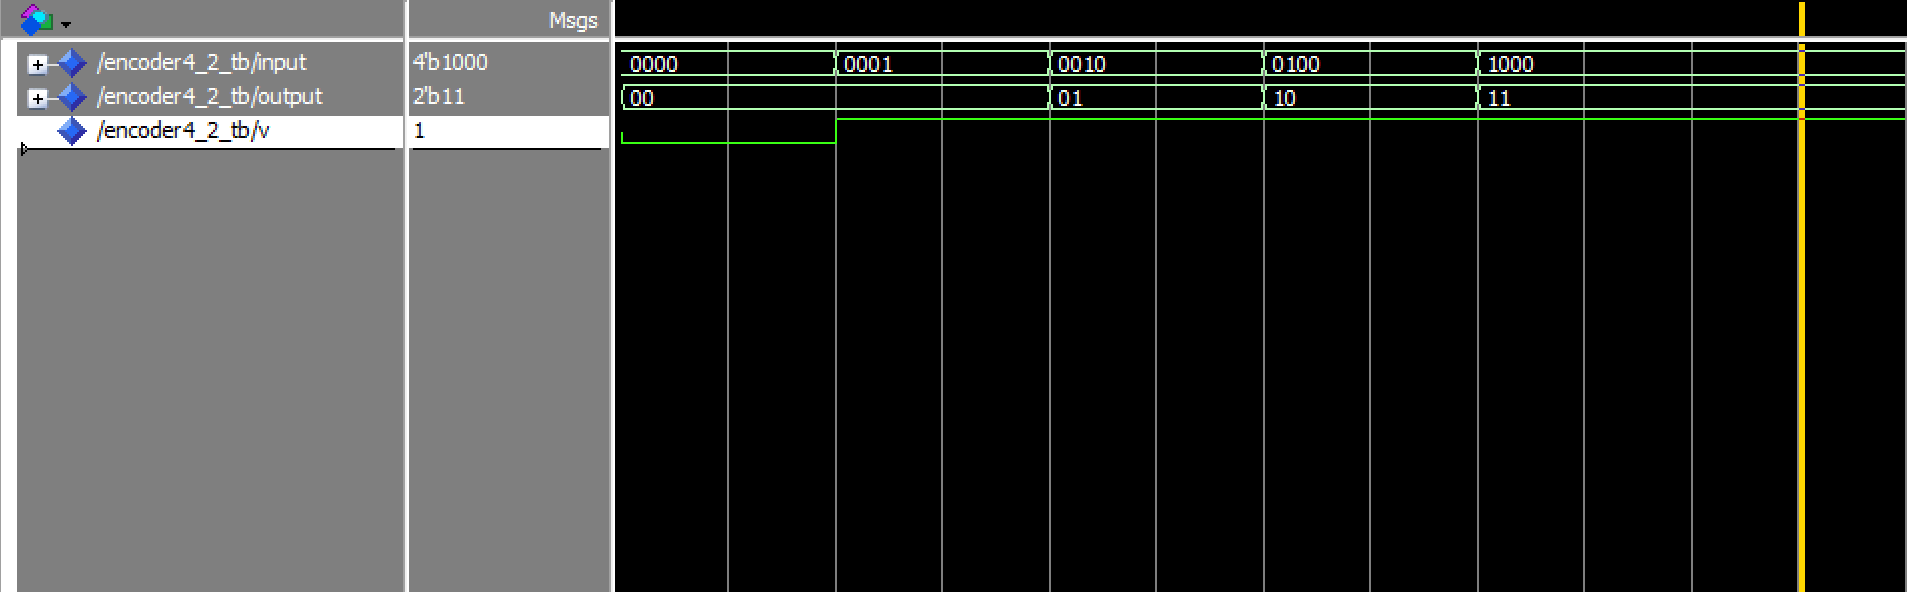 Msgs
/encoder4_2_tb/input 4'b1000 0000 0001 0010 0100 1000
/encoder4_2_tb/output 2'b11 00 01 10 11
/encoder4_2_tb/v 1